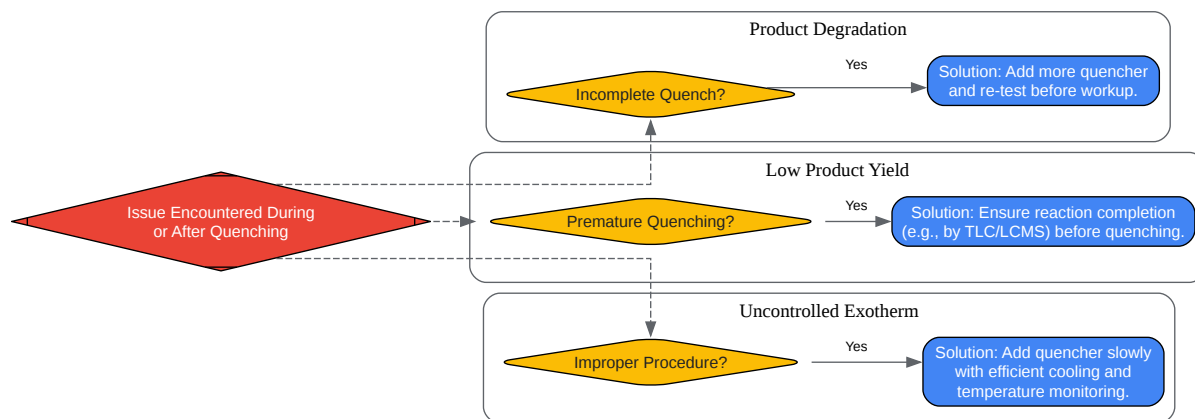 Product Degradation
Incomplete Quench?
Yes
Solution: Add more quencher
and re-test before workup.
Issue Encountered During
or After Quenching
Low Product Yield
Premature Quenching?
Yes
Solution: Ensure reaction completion
(e.g., by TLC/LCMS) before quenching.
Uncontrolled Exotherm
Improper Procedure?
Yes
Solution: Add quencher slowly
with efficient cooling and
temperature monitoring.